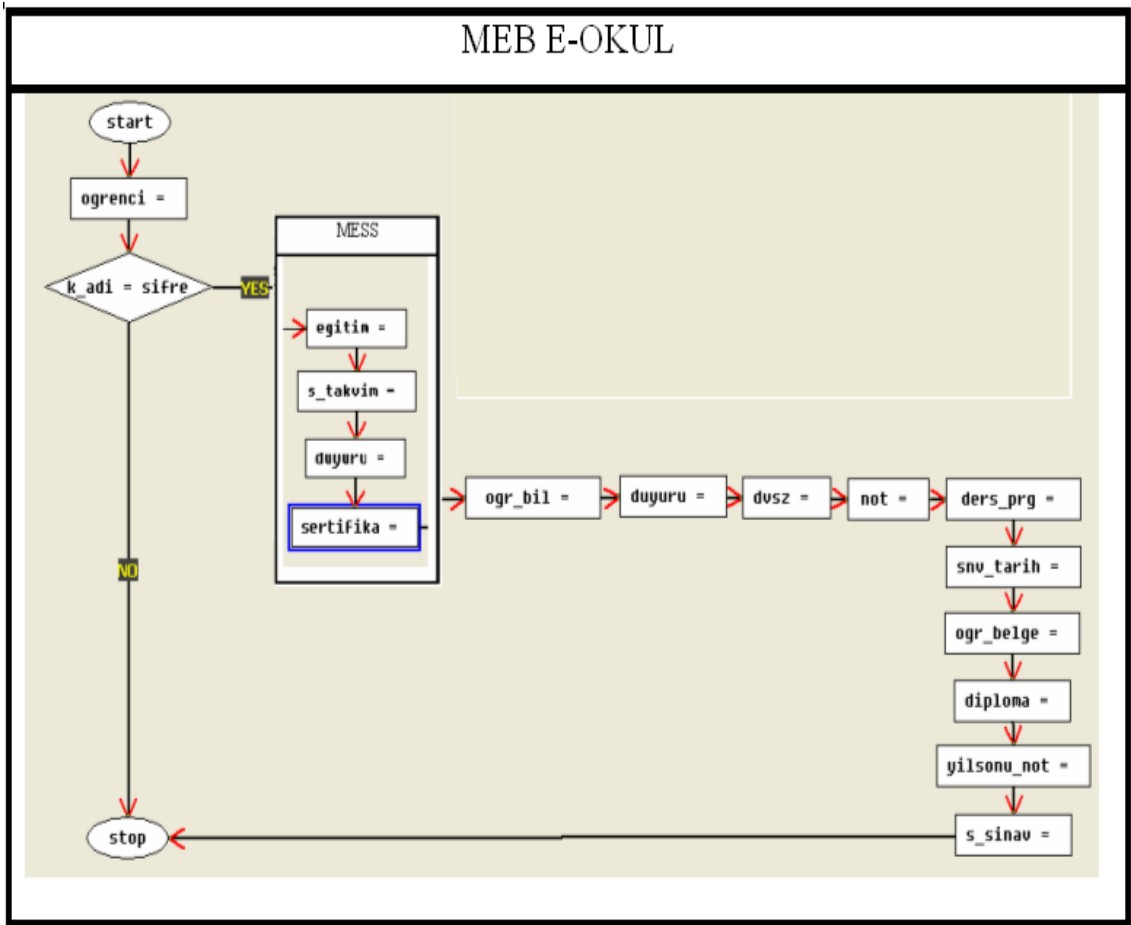 MEB E-OKUL
start
ogrenci =
k_adi = sifre
YES
MESS
egitim =
s_takvim =
duyuru =
sertifika =
ogr_bil =
duyuru =
dvsz =
not =
ders_prg =
snv_tarih =
ogr_belge =
diploma =
yilsonu_not =
s_sinav =
NO
stop